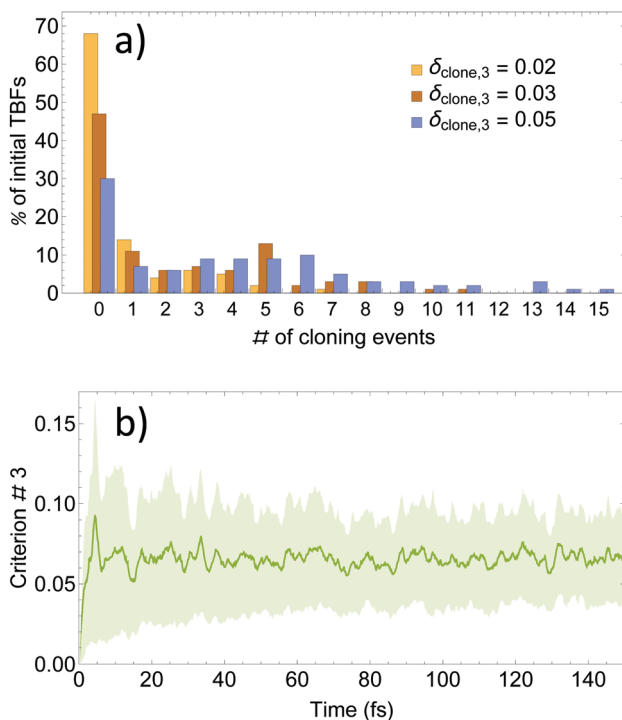 a)
70
60
50
40
30
20
10
0
% of initial TBFs
δclone,3 = 0.02
δclone,3 = 0.03
δclone,3 = 0.05
0 1 2 3 4 5 6 7 8 9 10 11 12 13 14 15
# of cloning events
b)
0.15
0.10
0.05
0.00
Criterion # 3
0 20 40 60 80 100 120 140
Time (fs)